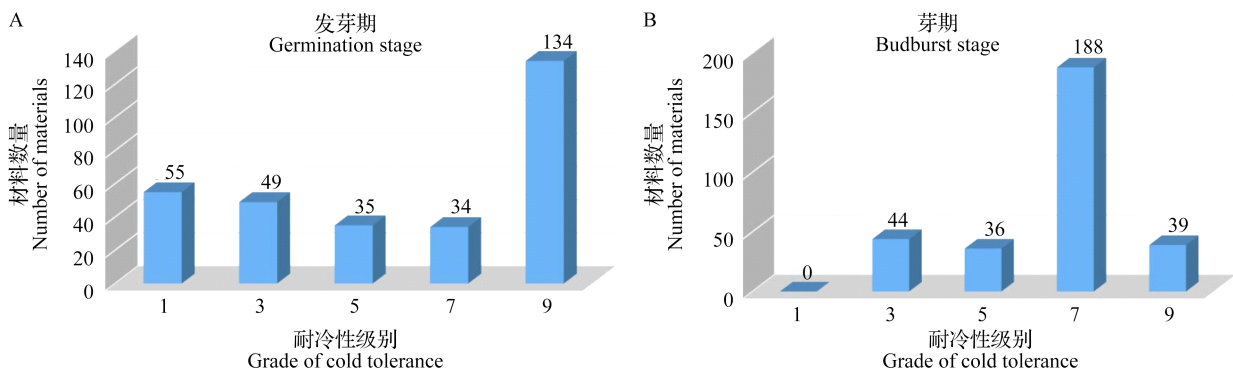 A
发芽期
Germination stage
材料数量
Number of materials
140
120
100
80
60
40
20
0
55
49
35
34
134
1
3
5
7
9
耐冷性级别
Grade of cold tolerance
B
芽期
Budburst stage
材料数量
Number of materials
200
150
100
50
0
0
44
36
188
39
1
3
5
7
9
耐冷性级别
Grade of cold tolerance